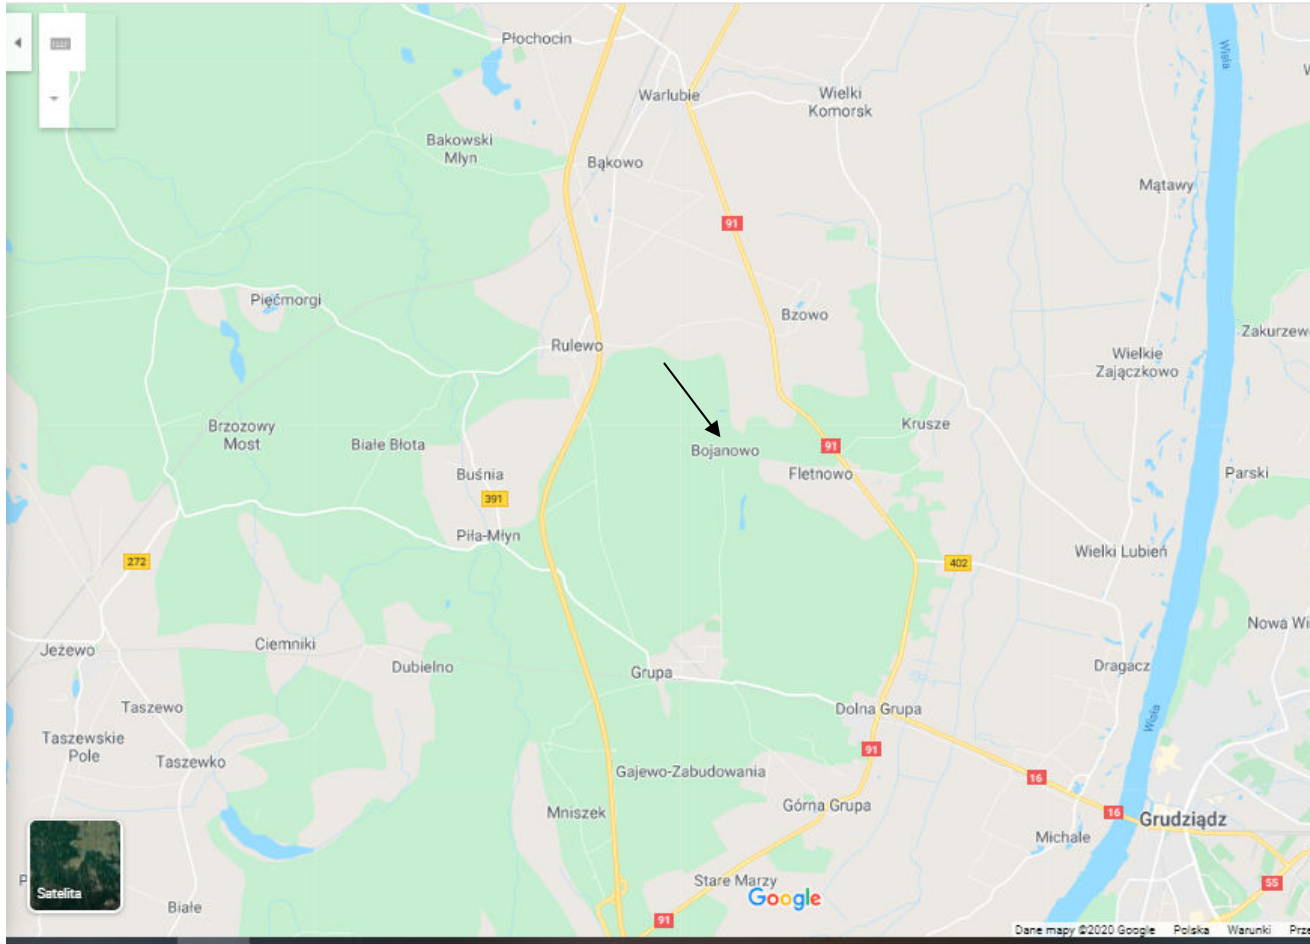 Płochocin
Wisła
Warlubie
Wielki
Komorsk
Bakowski
Młyn
Bąkowo
Mątawy
91
Pięćmorgi
Bzowo
Zakurzew
Rulewo
Wielkie
Zajączkowo
Brzozowy
Most
Białe Błota
Krusze
91
Bojanowo
Buśnia
Fletnowo
Parski
391
Piła-Młyn
272
402
Wielki Lubień
Nowa Wi
Jeżewo
Ciemniki
Dubielno
Grupa
Dragacz
Taszewo
Dolna Grupa
Wisła
Taszewskie
Pole
Taszewko
91
Gajewo-Zabudowania
16
Mniszek
Górna Grupa
16
Grudziądz
Michale
P
Satelita
Stare Marzy
55
Google
Białe
91
Dane mapy ©2020 Google Polska Warunki Prze